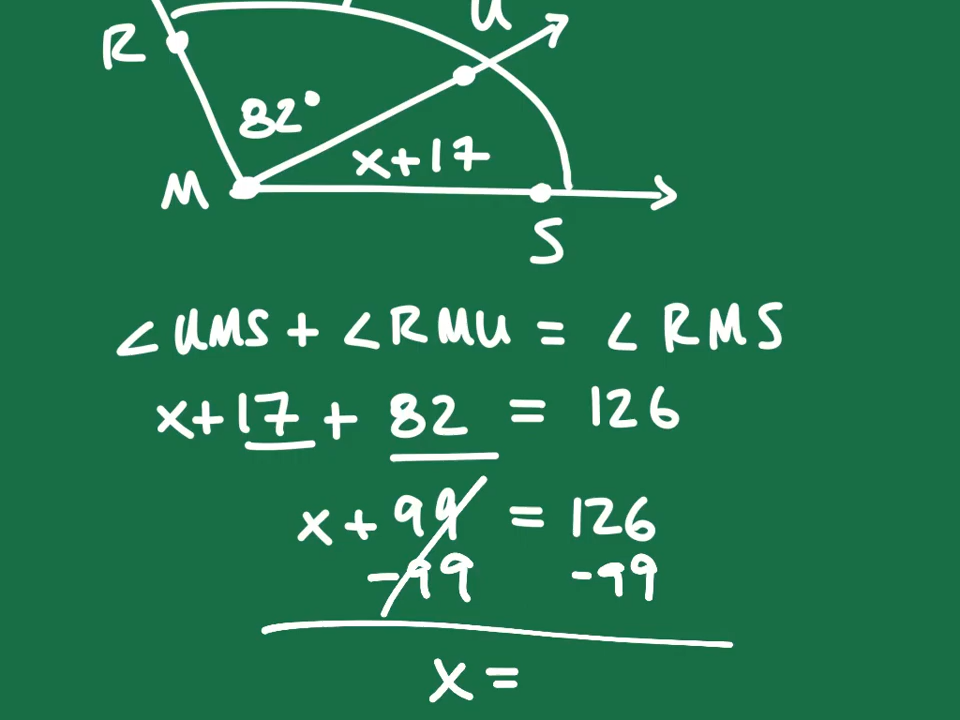 U
R
82°
x+17
M
S
∠UMS + ∠RMU = ∠RMS
x+17 + 82 = 126
x + 99 = 126
-99 -99
x =